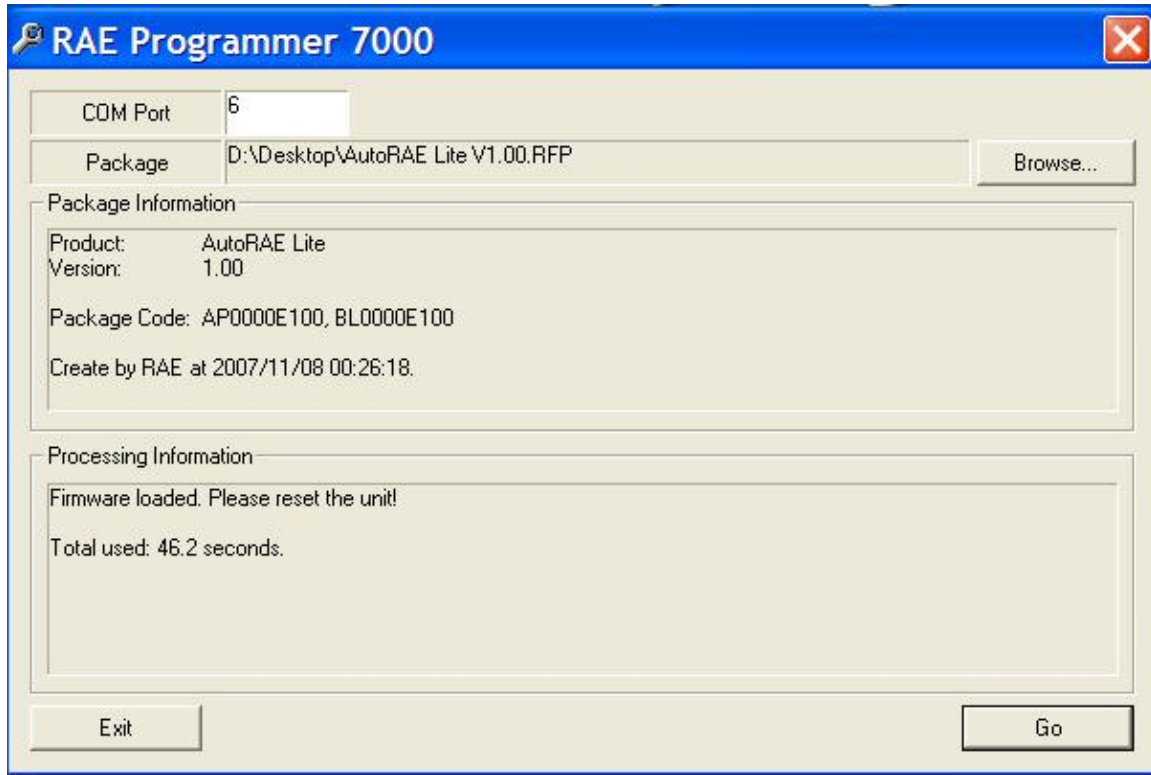 RAE Programmer 7000
COM Port 6
Package D:\Desktop\AutoRAE Lite V1.00.RFP Browse...
Package Information
Product: AutoRAE Lite
Version: 1.00
Package Code: AP0000E100, BL0000E100
Create by RAE at 2007/11/08 00:26:18.
Processing Information
Firmware loaded. Please reset the unit!
Total used: 46.2 seconds.
Exit Go